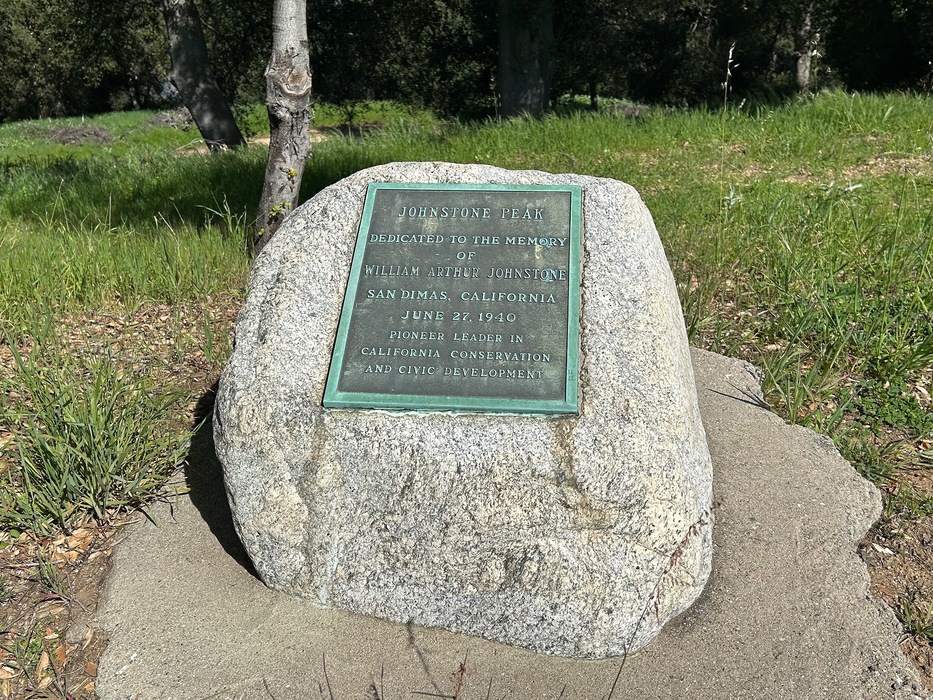 JOHNSTONE PEAK
DEDICATED TO THE MEMORY
OF
WILLIAM ARTHUR JOHNSTONE
SAN DIMAS, CALIFORNIA
JUNE 27, 1940
PIONEER LEADER IN
CALIFORNIA CONSERVATION
AND CIVIC DEVELOPMENT